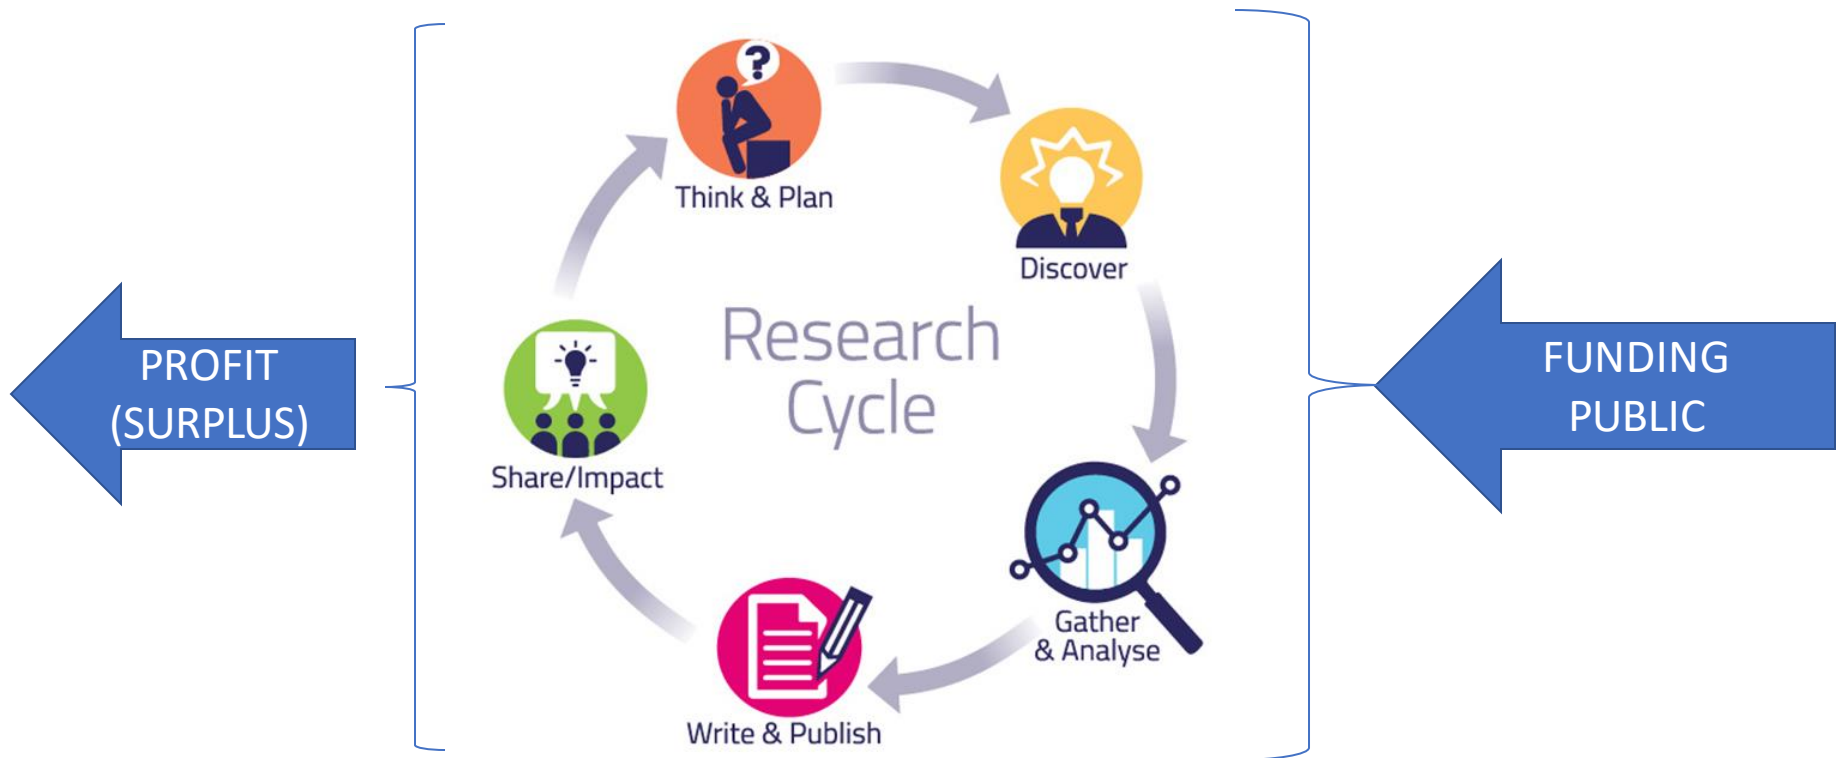 ?
Think & Plan
Discover
Research
Cycle
PROFIT
(SURPLUS)
FUNDING
PUBLIC
Share/Impact
Gather
& Analyse
Write & Publish